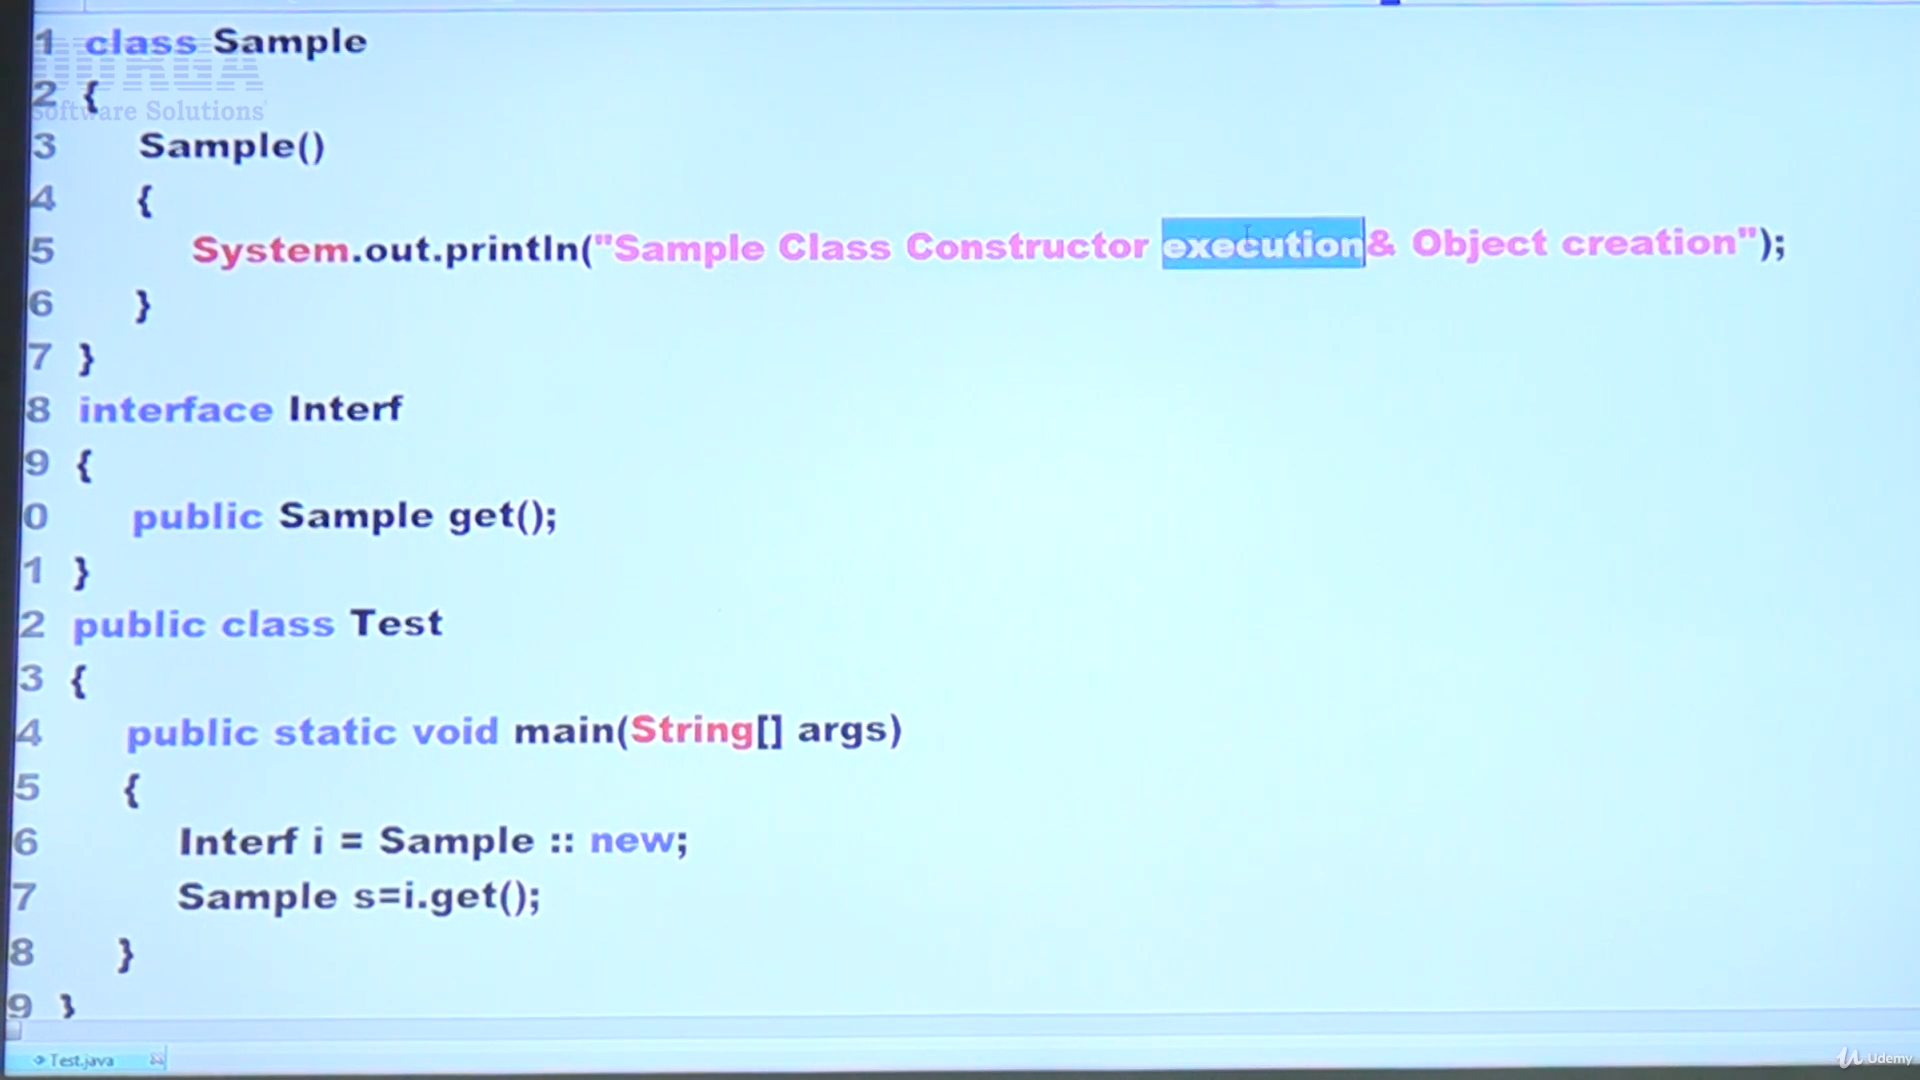 1 class Sample
DURGA
2 {
Software Solutions
3 Sample()
4 {
5 System.out.println("Sample Class Constructor execution& Object creation");
6 }
7 }
8 interface Interf
9 {
0 public Sample get();
1 }
2 public class Test
3 {
4 public static void main(String[] args)
5 {
6 Interf i = Sample :: new;
7 Sample s=i.get();
8 }
9 }
Test.java
Udemy